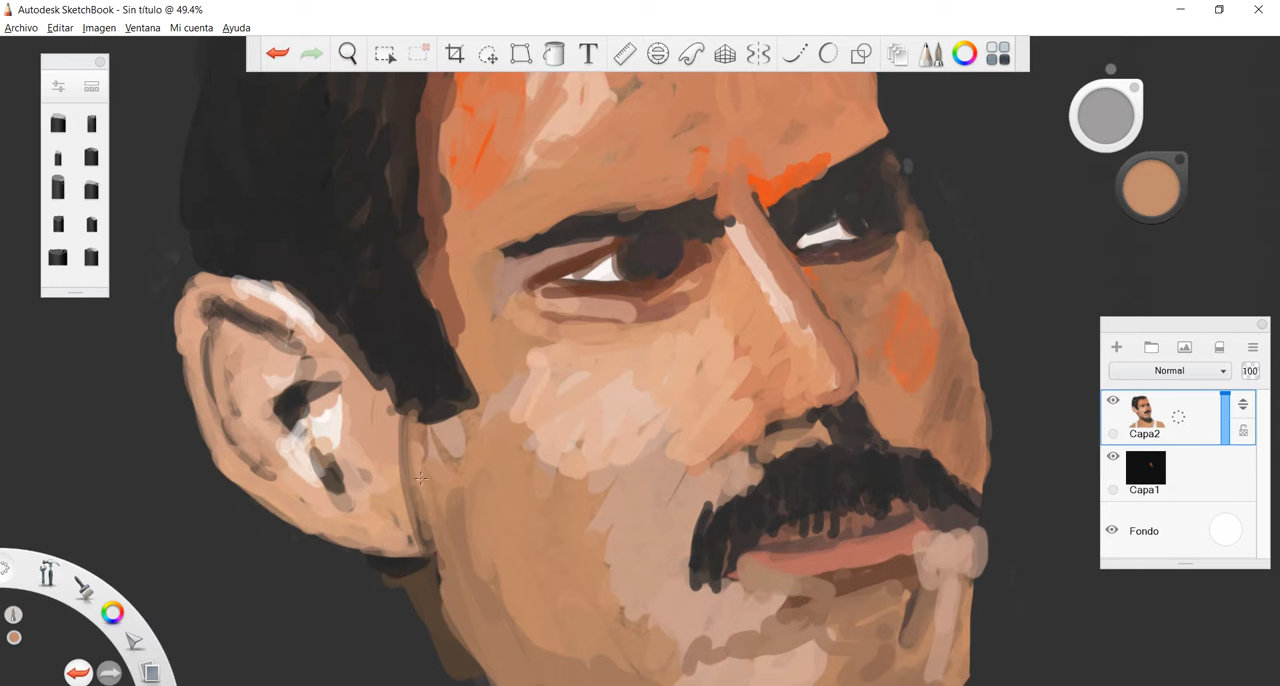 Autodesk SketchBook - Sin título @ 49.4%
Archivo Editar Imagen Ventana Mi cuenta Ayuda
T
Normal
100
Capa2
Capa1
Fondo